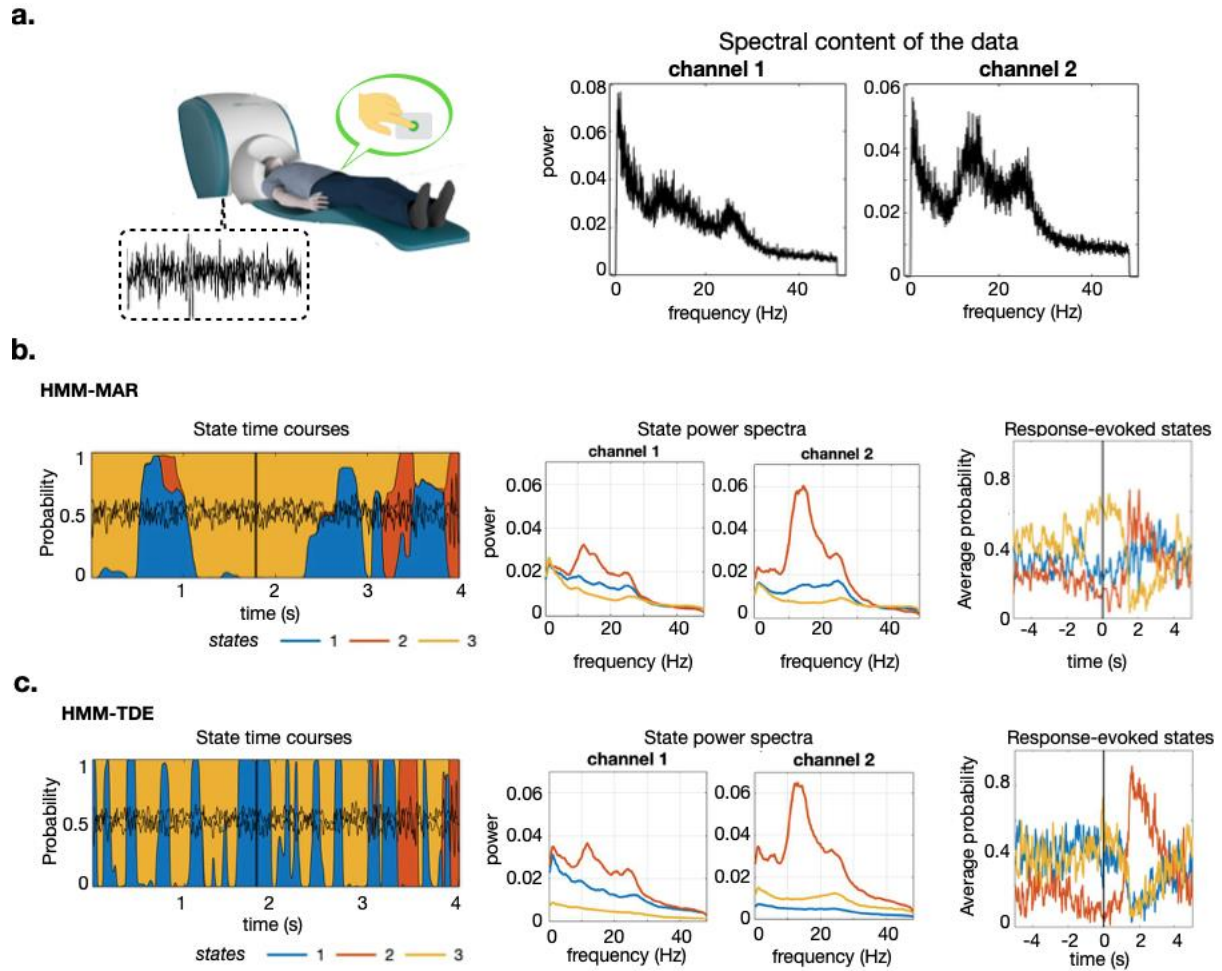 a.
Spectral content of the data
channel 1
channel 2
power
0.08
0.06
0.04
0.02
0
0 20 40
frequency (Hz)
0.06
0.04
0.02
0
0 20 40
frequency (Hz)
b.
HMM-MAR
State time courses
Probability
1
0.5
0
1 2 3 4
time (s)
states 1 2 3
State power spectra
channel 1
channel 2
power
0.06
0.04
0.02
0
0 20 40
frequency (Hz)
0.06
0.04
0.02
0
0 20 40
frequency (Hz)
Response-evoked states
Average probability
0.8
0.4
0
-4 -2 0 2 4
time (s)
c.
HMM-TDE
State time courses
Probability
1
0.5
0
1 2 3 4
time (s)
states 1 2 3
State power spectra
channel 1
channel 2
power
0.06
0.04
0.02
0
0 20 40
frequency (Hz)
0.06
0.04
0.02
0
0 20 40
frequency (Hz)
Response-evoked states
Average probability
0.8
0.4
0
-4 -2 0 2 4
time (s)